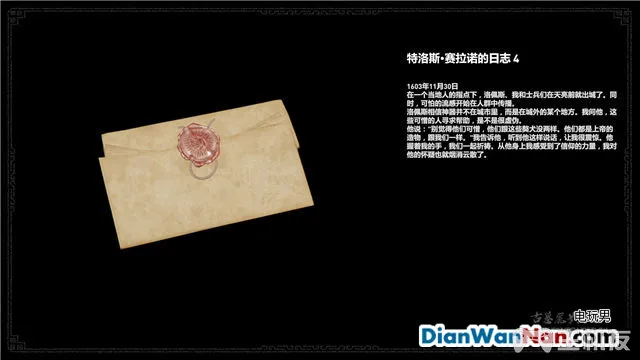 特洛斯·赛拉诺的日志 4
1603年11月30日
在一个当地人的指点下，洛佩斯、我和士兵们在天亮前就出城了。同
时，可怕的流感开始在人群中传播。
洛佩斯相信神器并不在城市里，而是在城外的某个地方。我问他，这
些可憎的人寻求帮助，是不是很虚伪。
他说：“别觉得他们可憎，他们跟这些獒犬没两样。他们都是上帝的
造物，跟我们一样。”我告诉他，听到他这样说话，让我很震惊。他
握着我的手，我们一起祈祷。从他身上我感受到了信仰的力量，我对
他的怀疑也就烟消云散了。
电玩男
DianWanNan.com